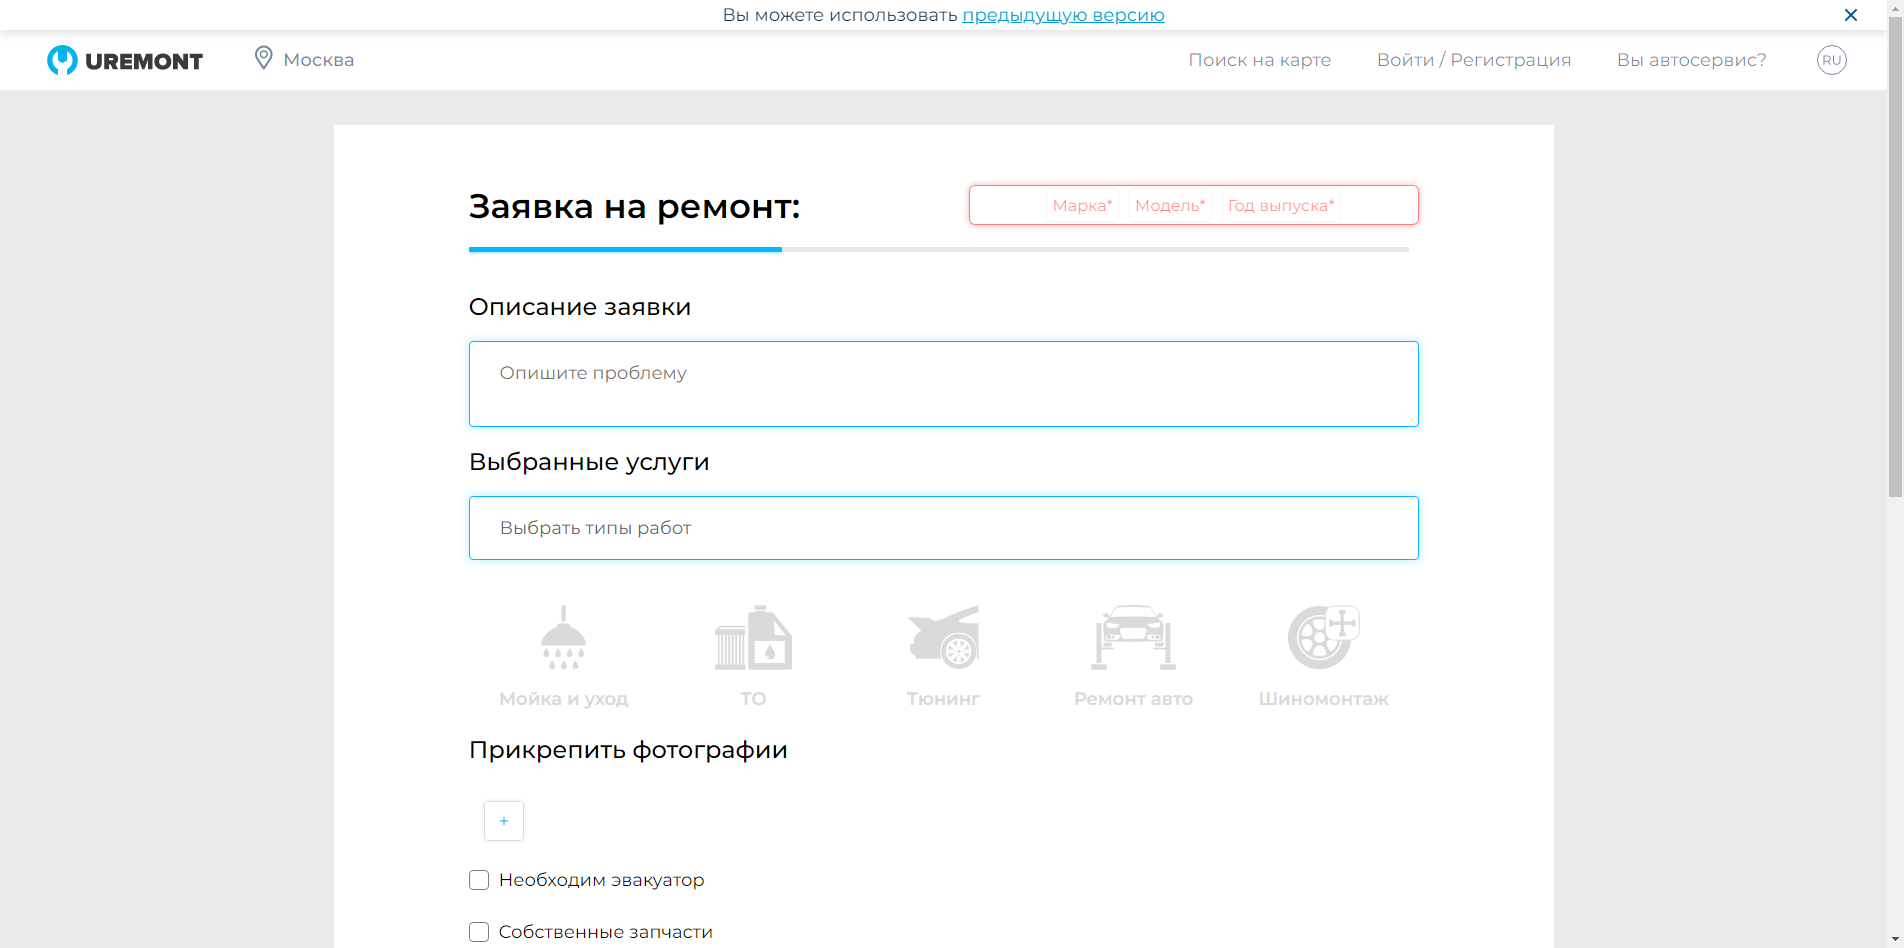 Вы можете использовать предыдущую версию
UREMONT
Москва
Поиск на карте
Войти / Регистрация
Вы автосервис?
RU
Заявка на ремонт:
Марка* Модель* Год выпуска*
Описание заявки
Опишите проблему
Выбранные услуги
Выбрать типы работ
Мойка и уход
ТО
Тюнинг
Ремонт авто
Шиномонтаж
Прикрепить фотографии
+
Необходим эвакуатор
Собственные запчасти